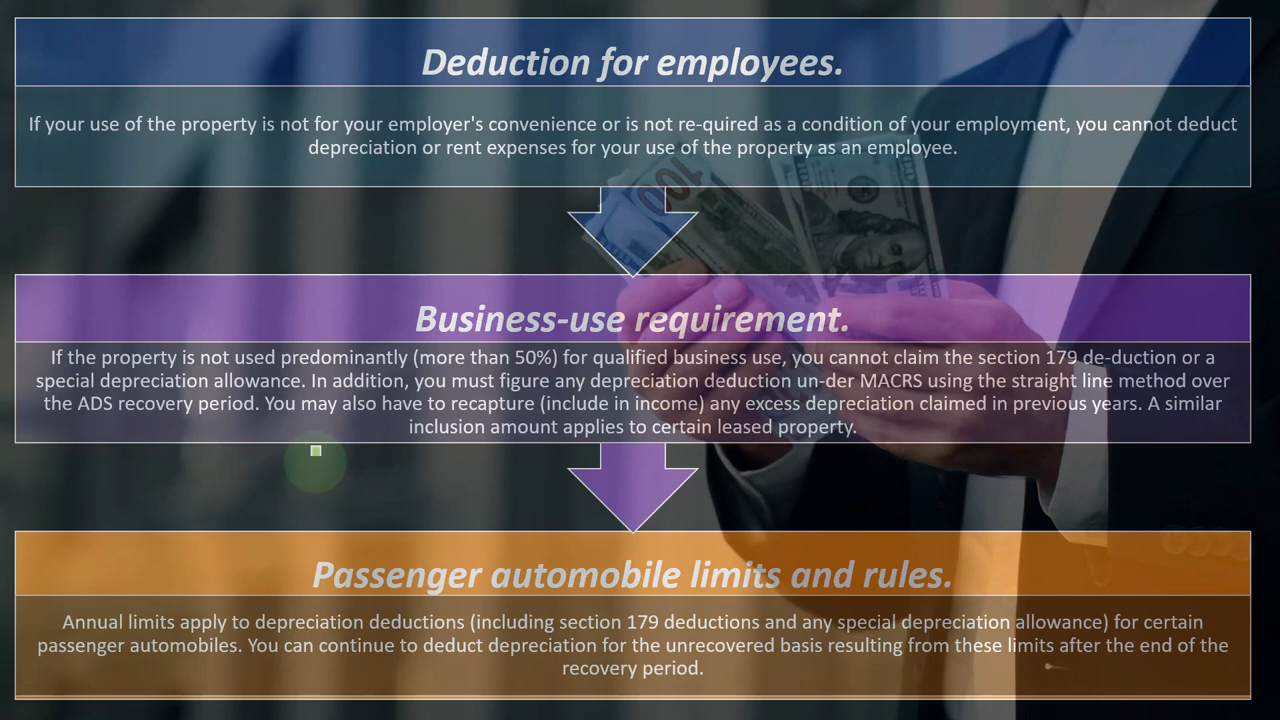 Deduction for employees.
If your use of the property is not for your employer's convenience or is not re-quired as a condition of your employment, you cannot deduct
depreciation or rent expenses for your use of the property as an employee.
Business-use requirement.
If the property is not used predominantly (more than 50%) for qualified business use, you cannot claim the section 179 de-duction or a
special depreciation allowance. In addition, you must figure any depreciation deduction un-der MACRS using the straight line method over
the ADS recovery period. You may also have to recapture (include in income) any excess depreciation claimed in previous years. A similar
inclusion amount applies to certain leased property.
Passenger automobile limits and rules.
Annual limits apply to depreciation deductions (including section 179 deductions and any special depreciation allowance) for certain
passenger automobiles. You can continue to deduct depreciation for the unrecovered basis resulting from these limits after the end of the
recovery period.
100